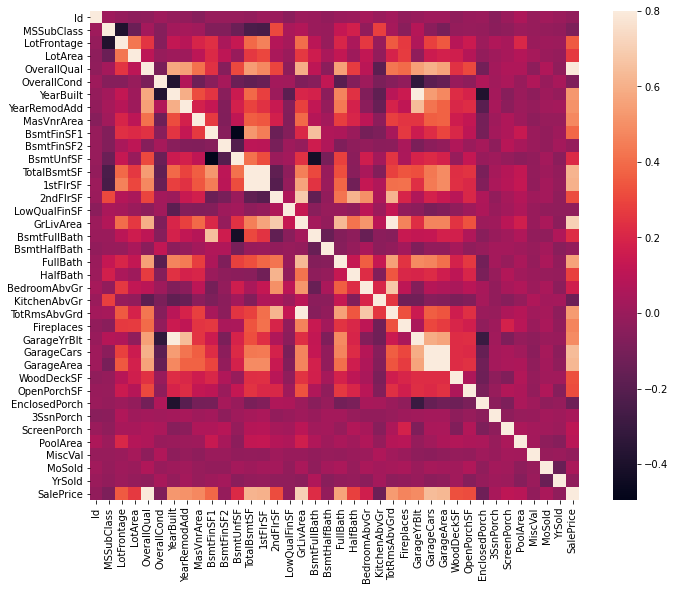 Id
MSSubClass
LotFrontage
LotArea
OverallQual
OverallCond
YearBuilt
YearRemodAdd
MasVnrArea
BsmtFinSF1
BsmtFinSF2
BsmtUnfSF
TotalBsmtSF
1stFlrSF
2ndFlrSF
LowQualFinSF
GrLivArea
BsmtFullBath
BsmtHalfBath
FullBath
HalfBath
BedroomAbvGr
KitchenAbvGr
TotRmsAbvGrd
Fireplaces
GarageYrBlt
GarageCars
GarageArea
WoodDeckSF
OpenPorchSF
EnclosedPorch
3SsnPorch
ScreenPorch
PoolArea
MiscVal
MoSold
YrSold
SalePrice
Id
MSSubClass
LotFrontage
LotArea
OverallQual
OverallCond
YearBuilt
YearRemodAdd
MasVnrArea
BsmtFinSF1
BsmtFinSF2
BsmtUnfSF
TotalBsmtSF
1stFlrSF
2ndFlrSF
LowQualFinSF
GrLivArea
BsmtFullBath
BsmtHalfBath
FullBath
HalfBath
BedroomAbvGr
KitchenAbvGr
TotRmsAbvGrd
Fireplaces
GarageYrBlt
GarageCars
GarageArea
WoodDeckSF
OpenPorchSF
EnclosedPorch
3SsnPorch
ScreenPorch
PoolArea
MiscVal
MoSold
YrSold
SalePrice
0.8
0.6
0.4
0.2
0.0
−0.2
−0.4